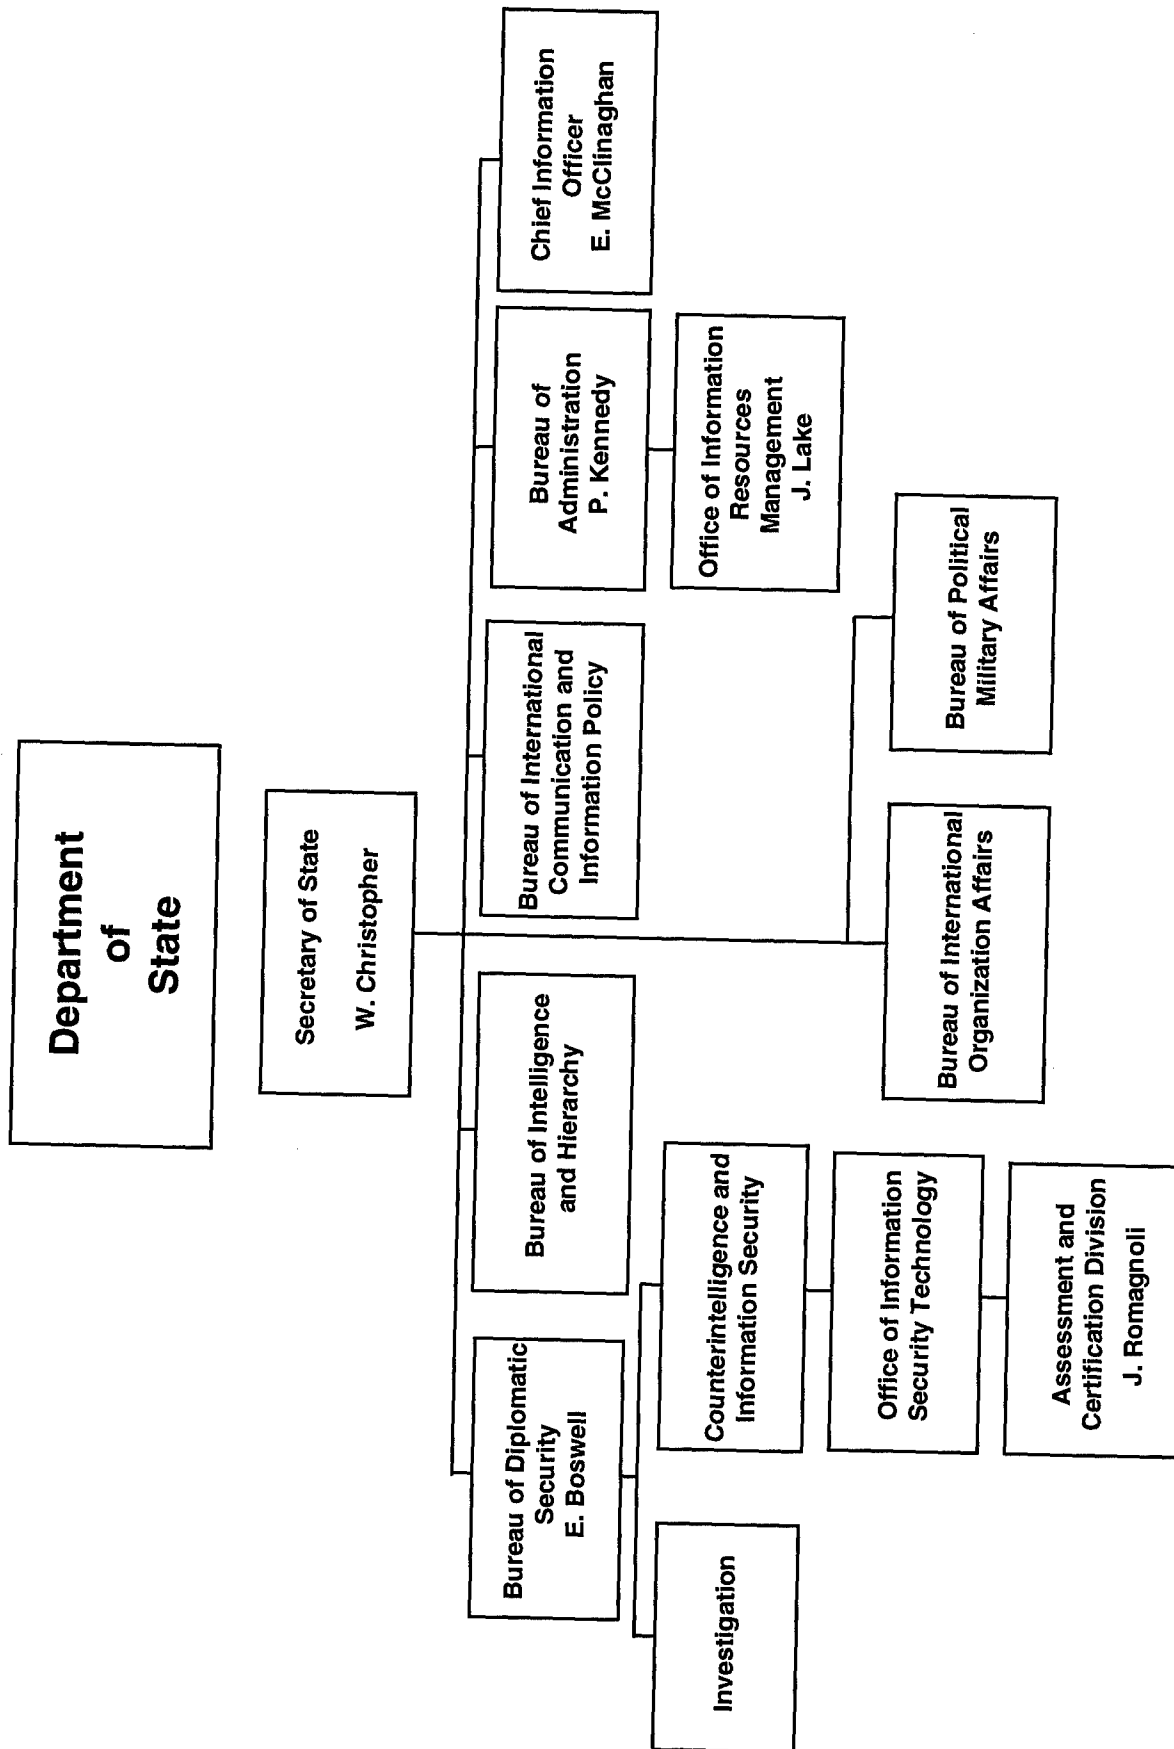 Department
of
State
Secretary of State
W. Christopher
Bureau of Diplomatic
Security
E. Boswell
Bureau of Intelligence
and Hierarchy
Bureau of International
Communication and
Information Policy
Bureau of
Administration
P. Kennedy
Chief Information
Officer
E. McClinaghan
Investigation
Counterintelligence and
Information Security
Office of Information
Resources
Management
J. Lake
Office of Information
Security Technology
Bureau of International
Organization Affairs
Bureau of Political
Military Affairs
Assessment and
Certification Division
J. Romagnoli